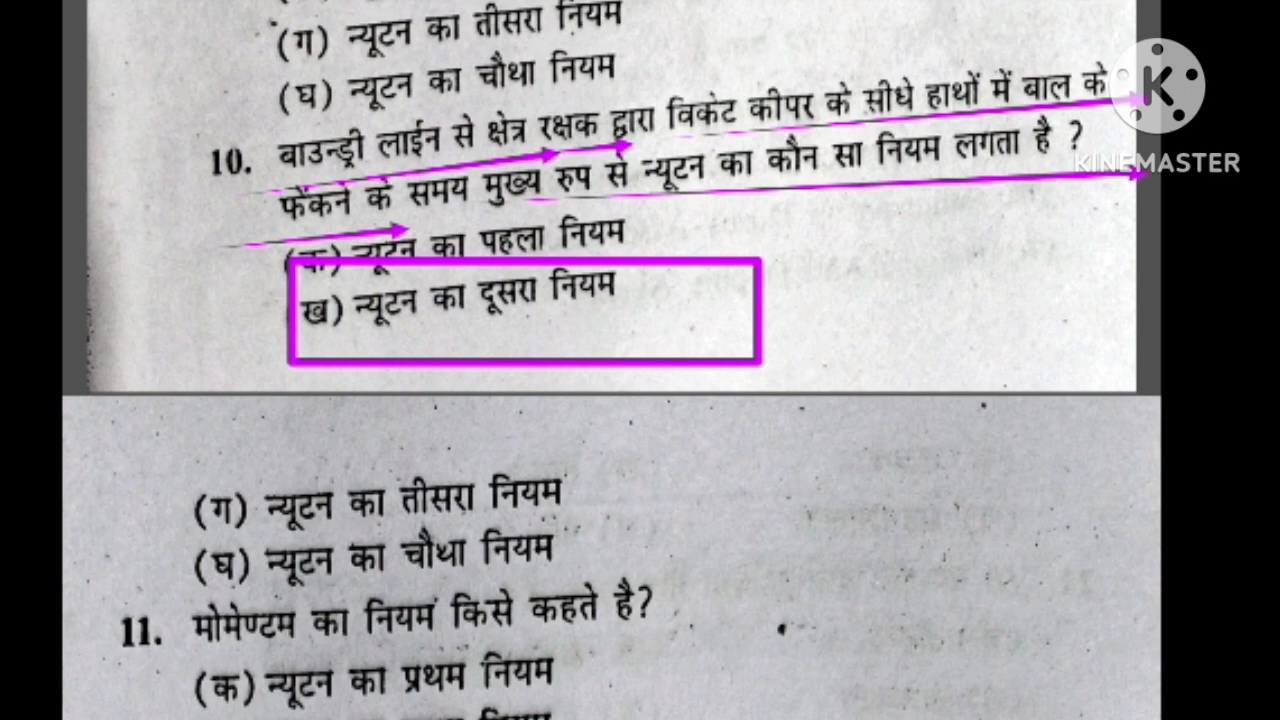 (ग) न्यूटन का तीसरा नियम
(घ) न्यूटन का चौथा नियम
10. बाउन्ड्री लाईन से क्षेत्र रक्षक द्वारा विकेट कीपर के सीधे हाथों में बाल के
फेंकने के समय मुख्य रुप से न्यूटन का कौन सा नियम लगता है ?
(क) न्यूटन का पहला नियम
ख) न्यूटन का दूसरा नियम
(ग) न्यूटन का तीसरा नियम
(घ) न्यूटन का चौथा नियम
11. मोमेण्टम का नियम किसे कहते है?
(क) न्यूटन का प्रथम नियम
K
KINEMASTER